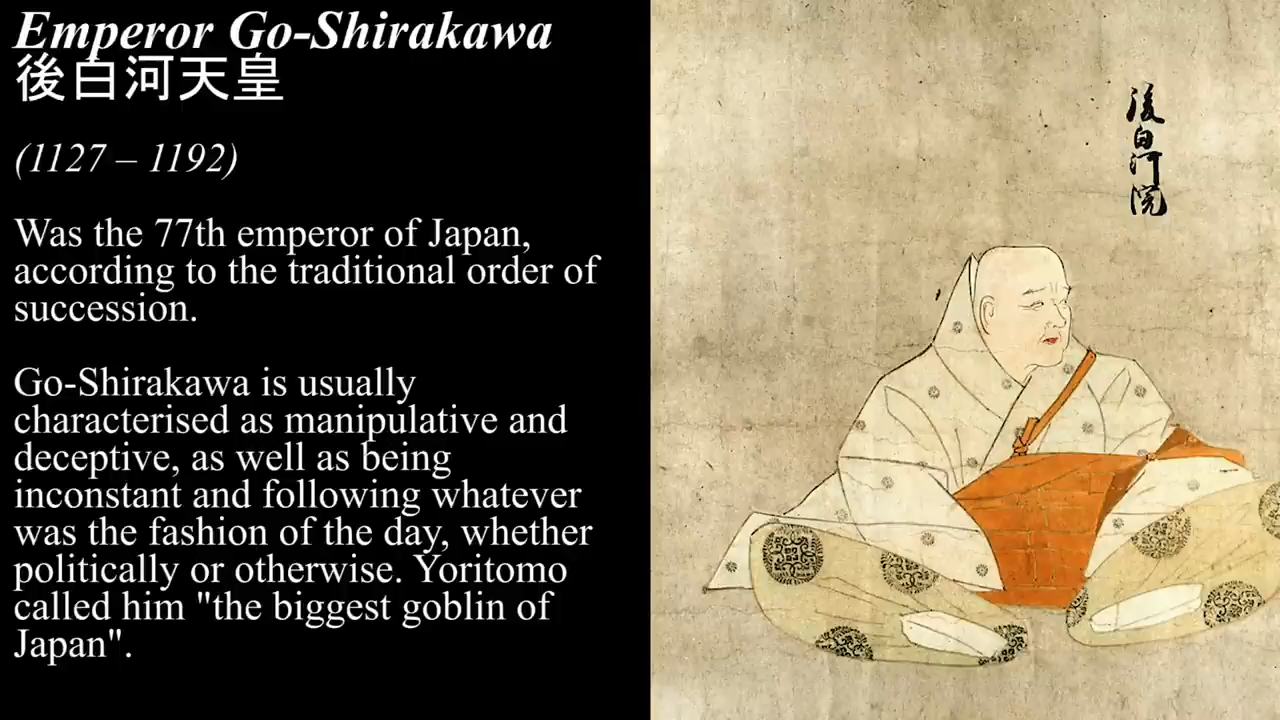 Emperor Go-Shirakawa
後白河天皇
(1127 – 1192)
Was the 77th emperor of Japan,
according to the traditional order of
succession.
Go-Shirakawa is usually
characterised as manipulative and
deceptive, as well as being
inconstant and following whatever
was the fashion of the day, whether
politically or otherwise. Yoritomo
called him "the biggest goblin of
Japan".
後白河院